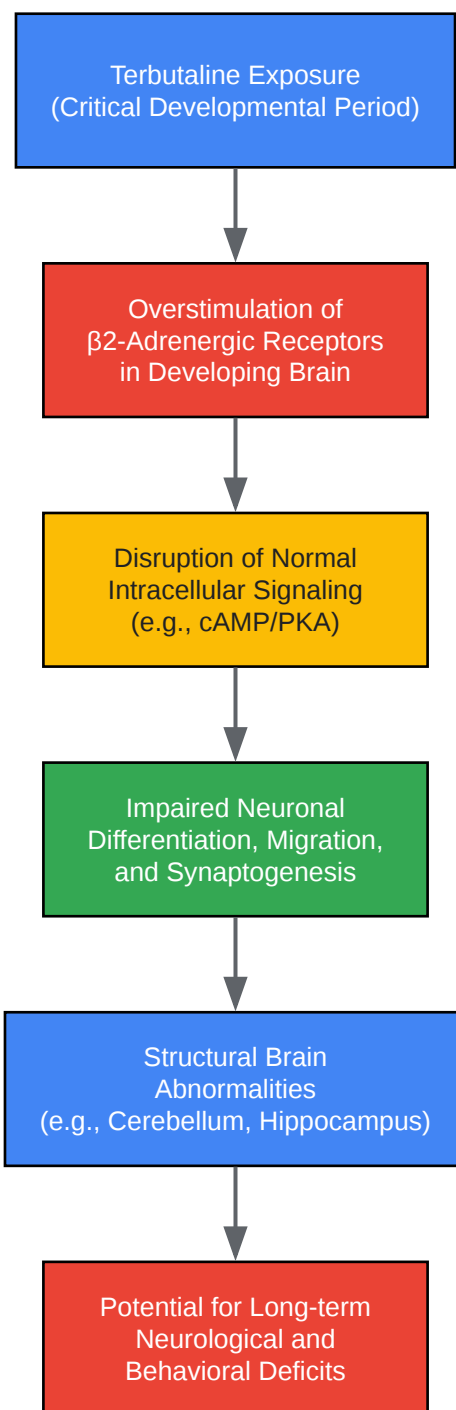 Terbutaline Exposure
(Critical Developmental Period)
Overstimulation of
β2-Adrenergic Receptors
in Developing Brain
Disruption of Normal
Intracellular Signaling
(e.g., cAMP/PKA)
Impaired Neuronal
Differentiation, Migration,
and Synaptogenesis
Structural Brain
Abnormalities
(e.g., Cerebellum, Hippocampus)
Potential for Long-term
Neurological and
Behavioral Deficits